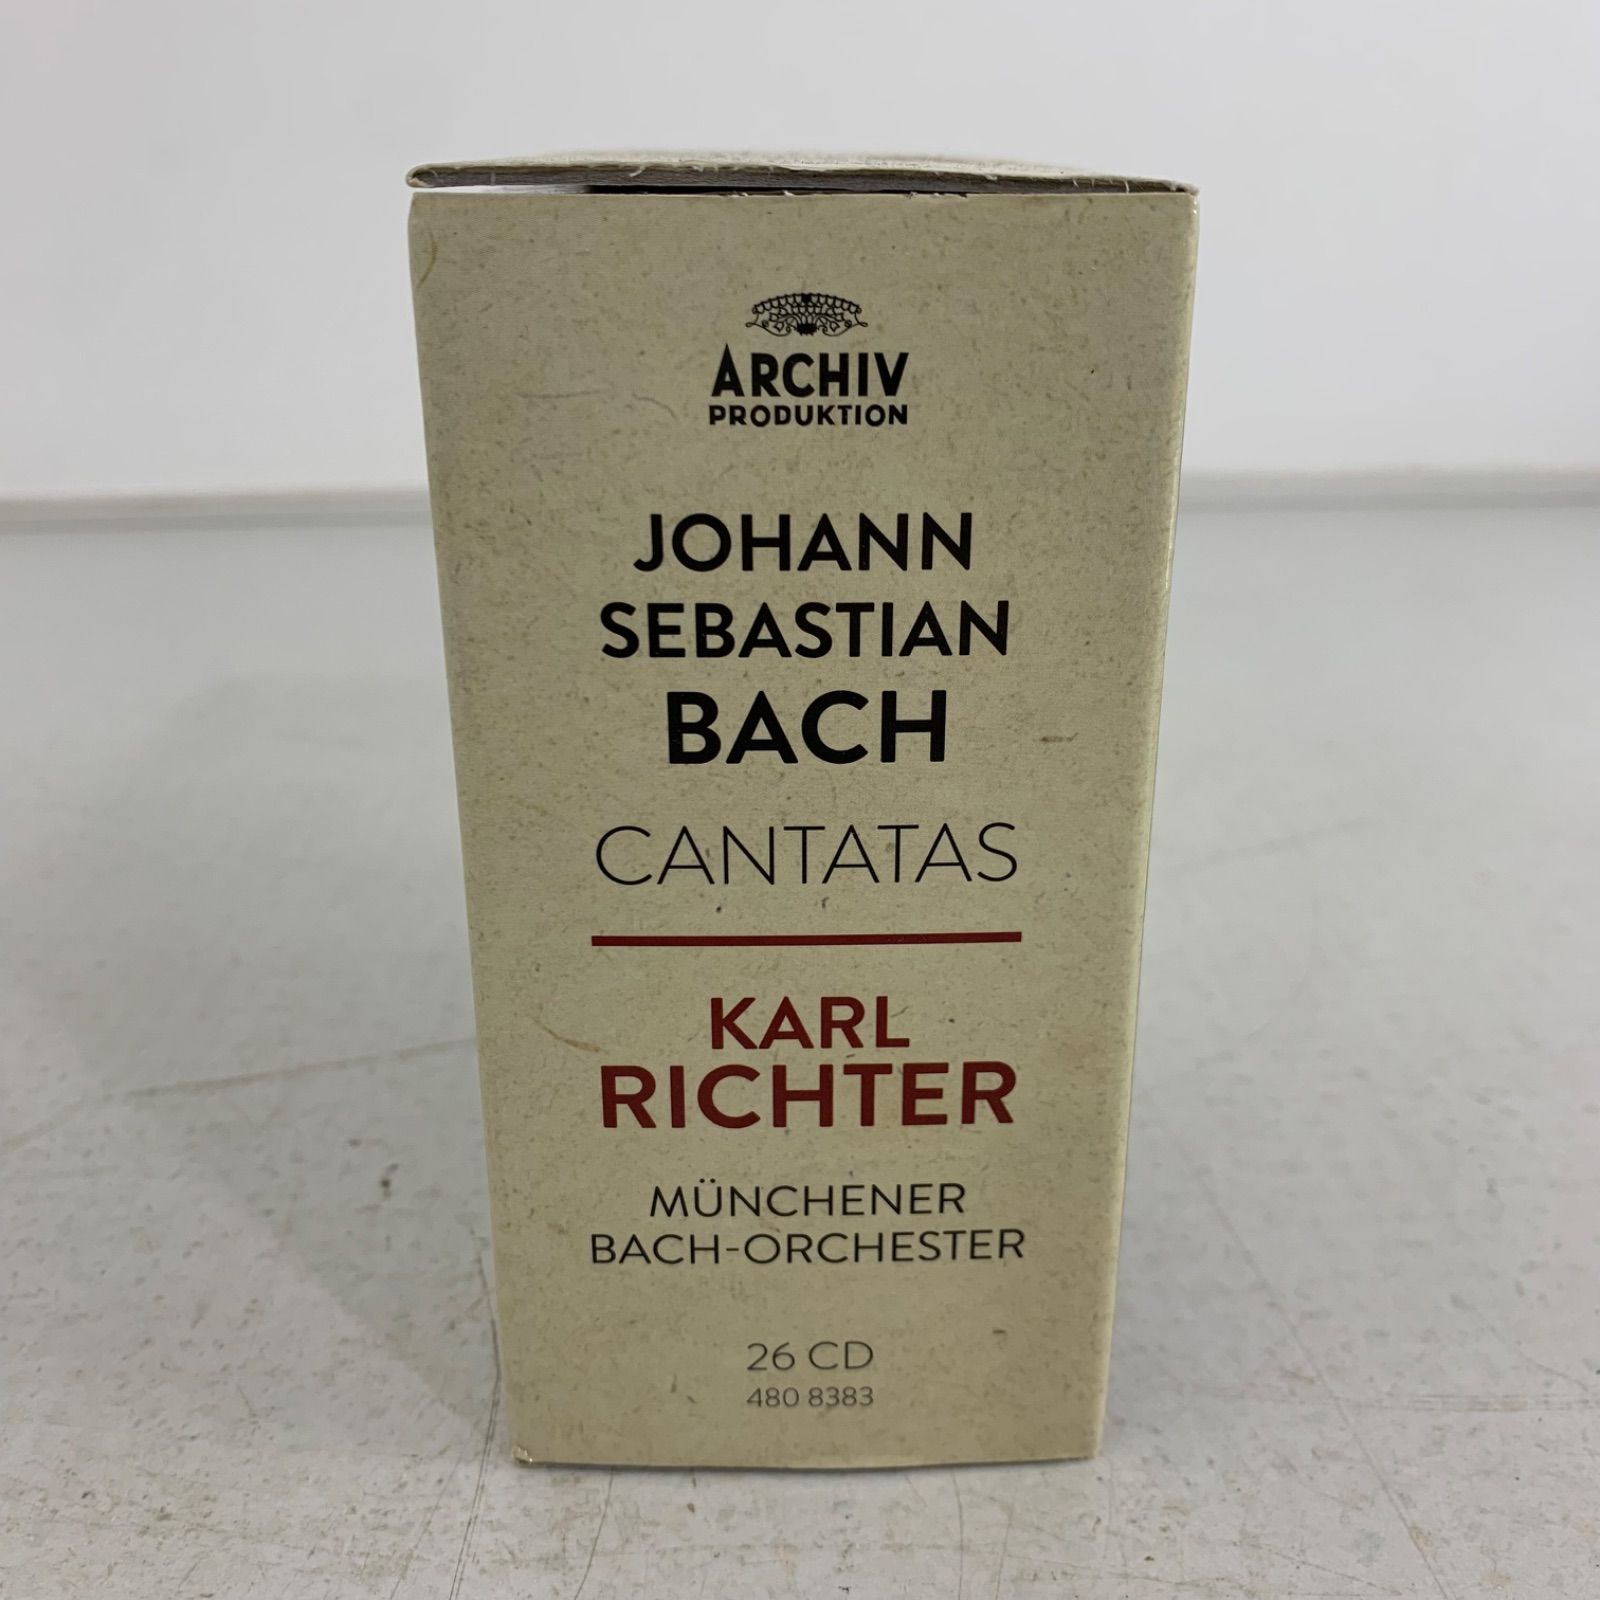 ARCHIV
PRODUKTION
JOHANN
SEBASTIAN
BACH
CANTATAS
KARL
RICHTER
MÜNCHENER
BACH-ORCHESTER
26 CD
480 8383